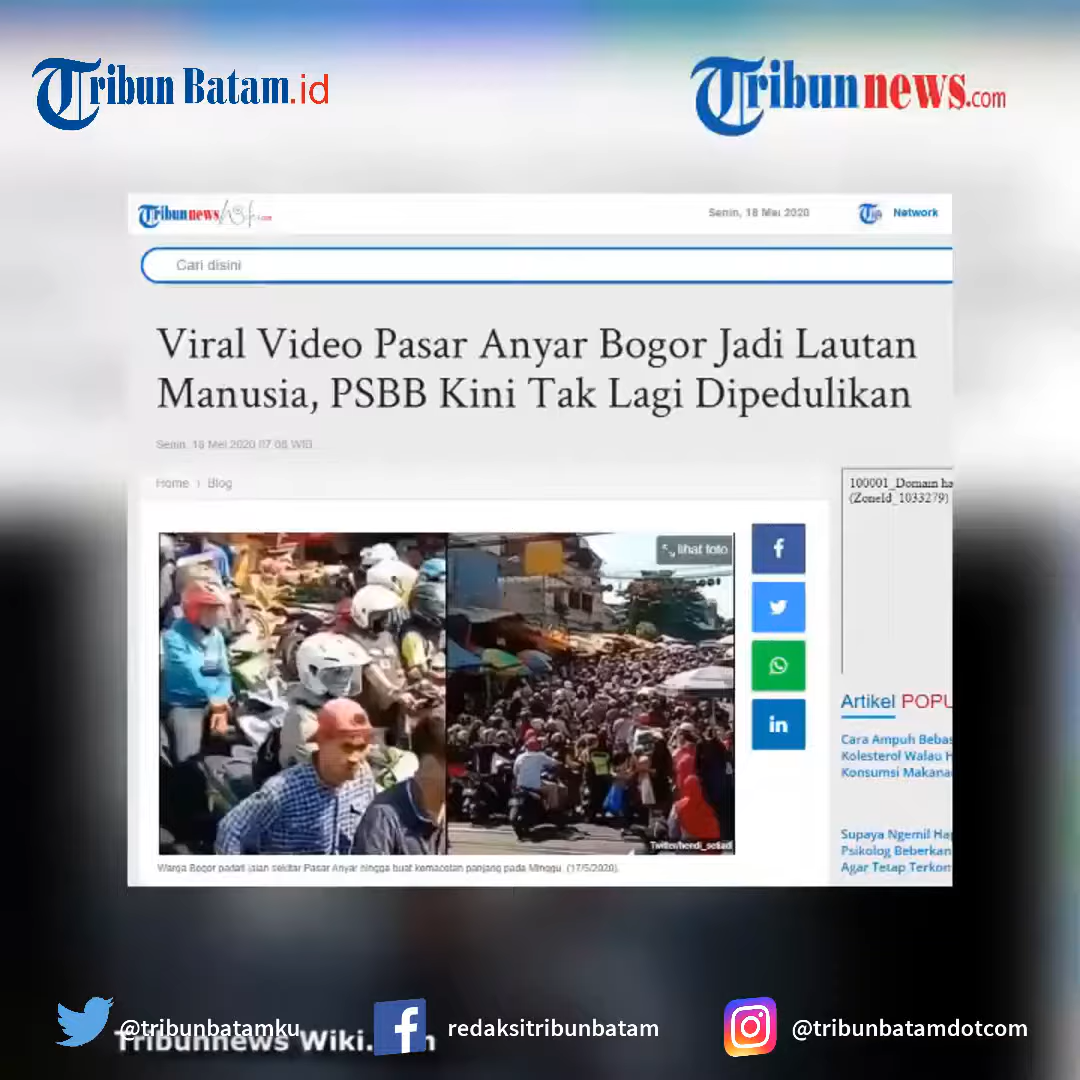 Tribun Batam.id
Tribunnews.com
Tribunnews
Senin, 18 Mei 2020
Network
Cari disini
Viral Video Pasar Anyar Bogor Jadi Lautan
Manusia, PSBB Kini Tak Lagi Dipedulikan
Senin, 18 Mei 2020 07:08 WIB
Home › Blog
100001_Domain ha
(ZoneId_1033279)
lihat foto
Twitter/hendi_setiadi
Warga Bogor padati jalan sekitar Pasar Anyar hingga buat kemacetan panjang pada Minggu (17/5/2020).
Artikel POPU
Cara Ampuh Bebas
Kolesterol Walau H
Konsumsi Makana
Supaya Ngemil Hap
Psikolog Beberkan
Agar Tetap Terkon
@tribunbatamku
Tribunnews Wiki.
redaksitribunbatam
@tribunbatamdotcom